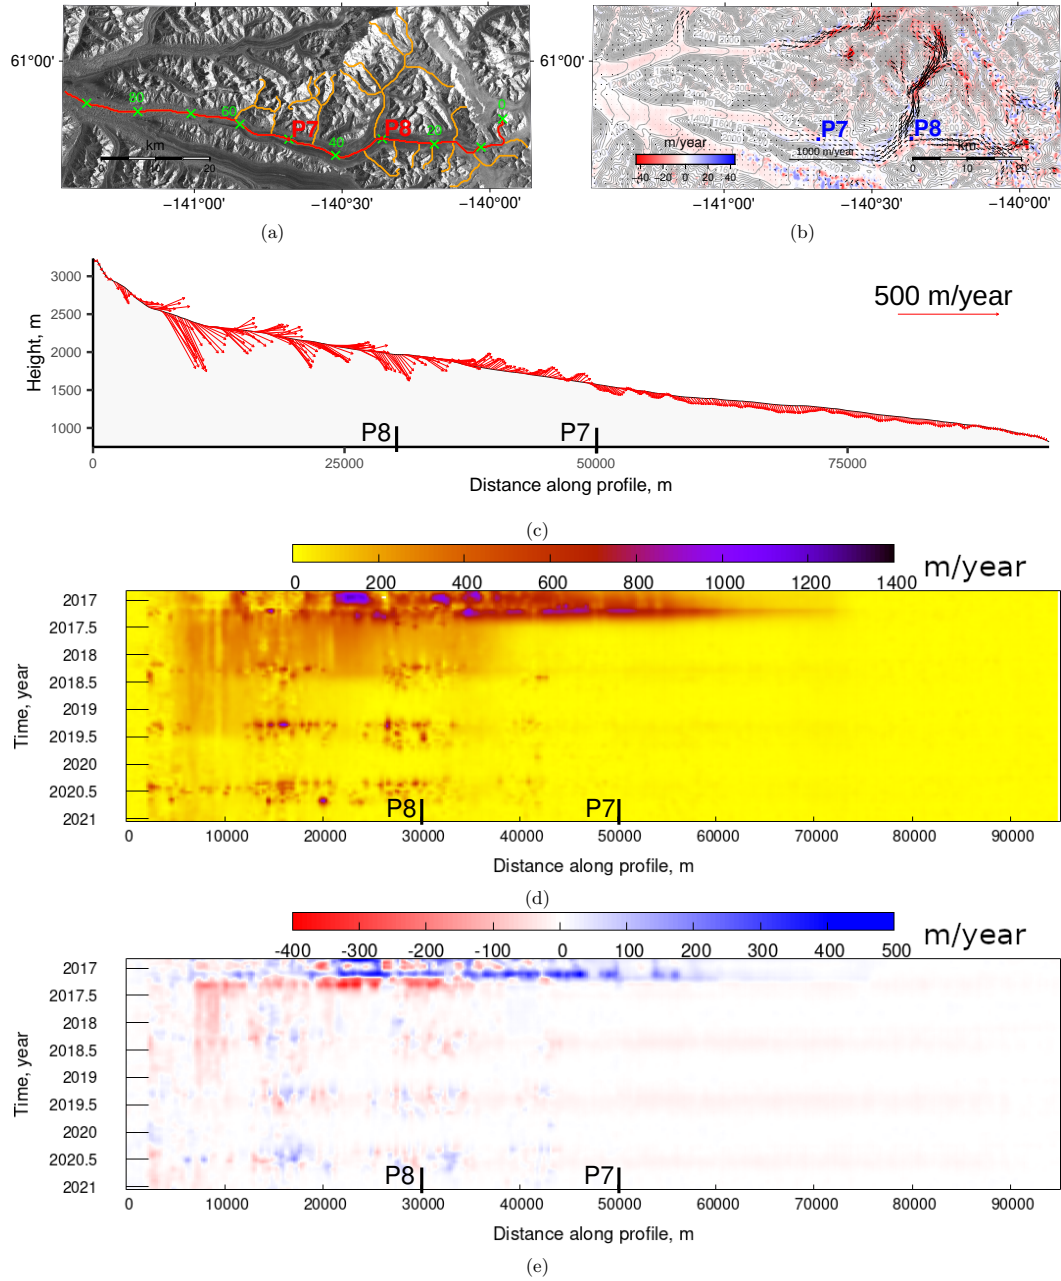 61°00'
80
60
P7
40
P8
20
0
km
20
−141°00'
−140°30'
−140°00'
(a)
61°00'
P7
P8
1000 m/year
m/year
−40 −20 0 20 40
km
0 10 20
−141°00'
−140°30'
−140°00'
(b)
3000
2500
2000
1500
1000
Height, m
500 m/year
P8
P7
0 25000 50000 75000
Distance along profile, m
(c)
0 200 400 600 800 1000 1200 1400
m/year
2017
2017.5
2018
2018.5
2019
2019.5
2020
2020.5
2021
Time, year
P8
P7
0 10000 20000 30000 40000 50000 60000 70000 80000 90000
Distance along profile, m
(d)
-400 -300 -200 -100 0 100 200 300 400 500
m/year
2017
2017.5
2018
2018.5
2019
2019.5
2020
2020.5
2021
Time, year
P8
P7
0 10000 20000 30000 40000 50000 60000 70000 80000 90000
Distance along profile, m
(e)